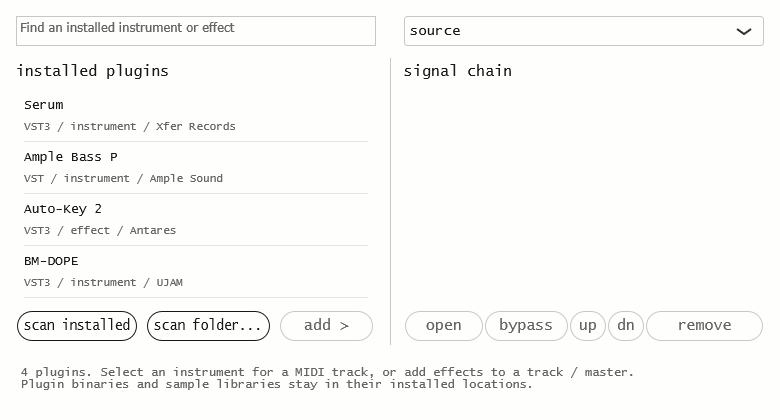 Find an installed instrument or effect
source
installed plugins
signal chain
Serum
VST3 / instrument / Xfer Records
Ample Bass P
VST / instrument / Ample Sound
Auto-Key 2
VST3 / effect / Antares
BM-DOPE
VST3 / instrument / UJAM
scan installed
scan folder...
add >
open
bypass
up
dn
remove
4 plugins. Select an instrument for a MIDI track, or add effects to a track / master.
Plugin binaries and sample libraries stay in their installed locations.